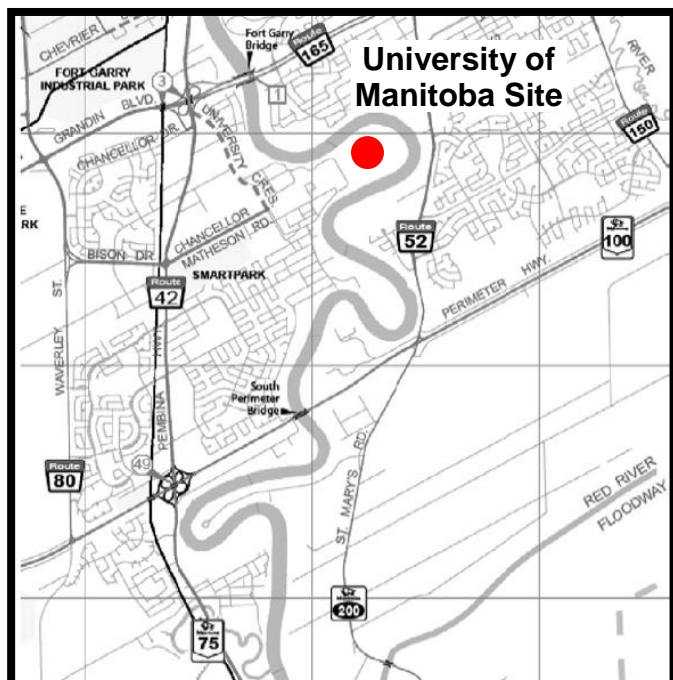 University of
Manitoba Site
Fort Garry
Bridge
Route
165
CHEVRIER
FORT GARRY
INDUSTRIAL PARK
3
1
GRANDIN BLVD.
CHANCELLOR DR.
UNIVERSITY CRES.
RIVER
Route
150
E
RK
BISON DR.
CHANCELLOR
MATHESON RD.
SMARTPARK
Route
52
Manitoba
100
PERIMETER HWY.
Route
42
WAVERLEY ST.
PEMBINA HWY.
South
Perimeter
Bridge
49
Route
80
ST. MARY'S RD.
RED RIVER
FLOODWAY
Manitoba
200
Manitoba
75